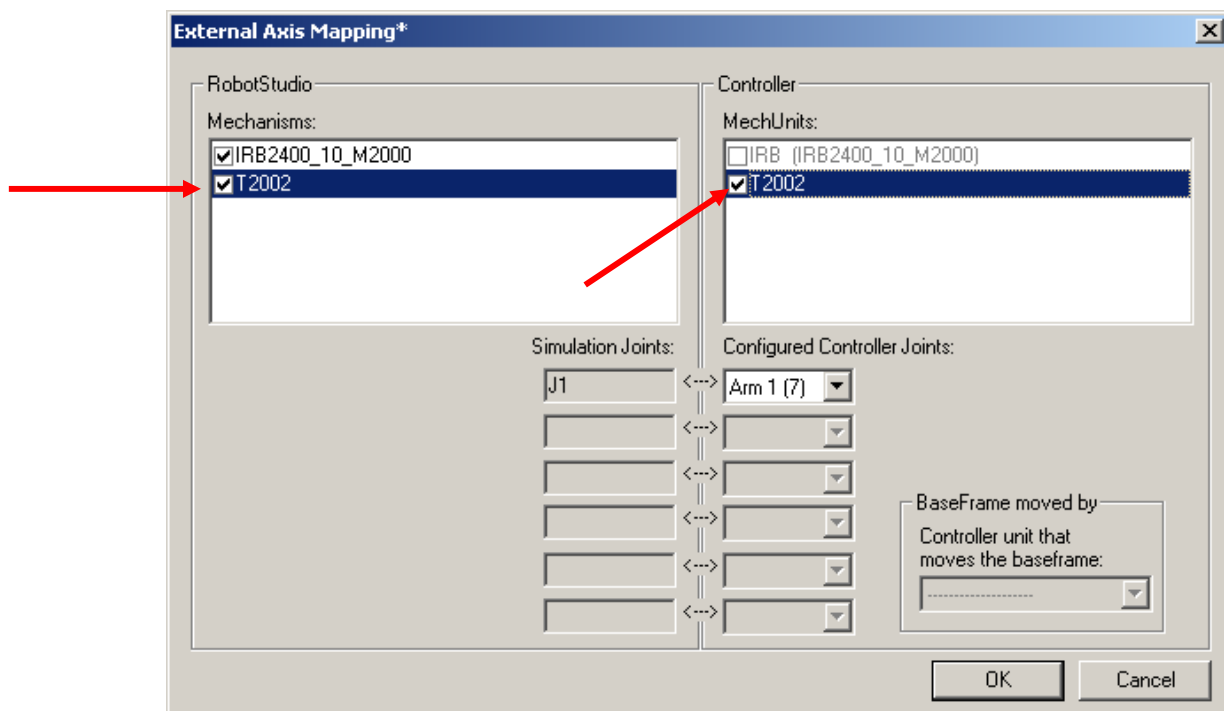 External Axis Mapping*
RobotStudio
Mechanisms:
IRB2400_10_M2000
T2002
Controller
MechUnits:
IRB (IRB2400_10_M2000)
T2002
Simulation Joints:
Configured Controller Joints:
J1
<--->
Arm 1 (7)
<--->
<--->
<--->
<--->
<--->
BaseFrame moved by
Controller unit that
moves the baseframe:
--------------------
OK
Cancel